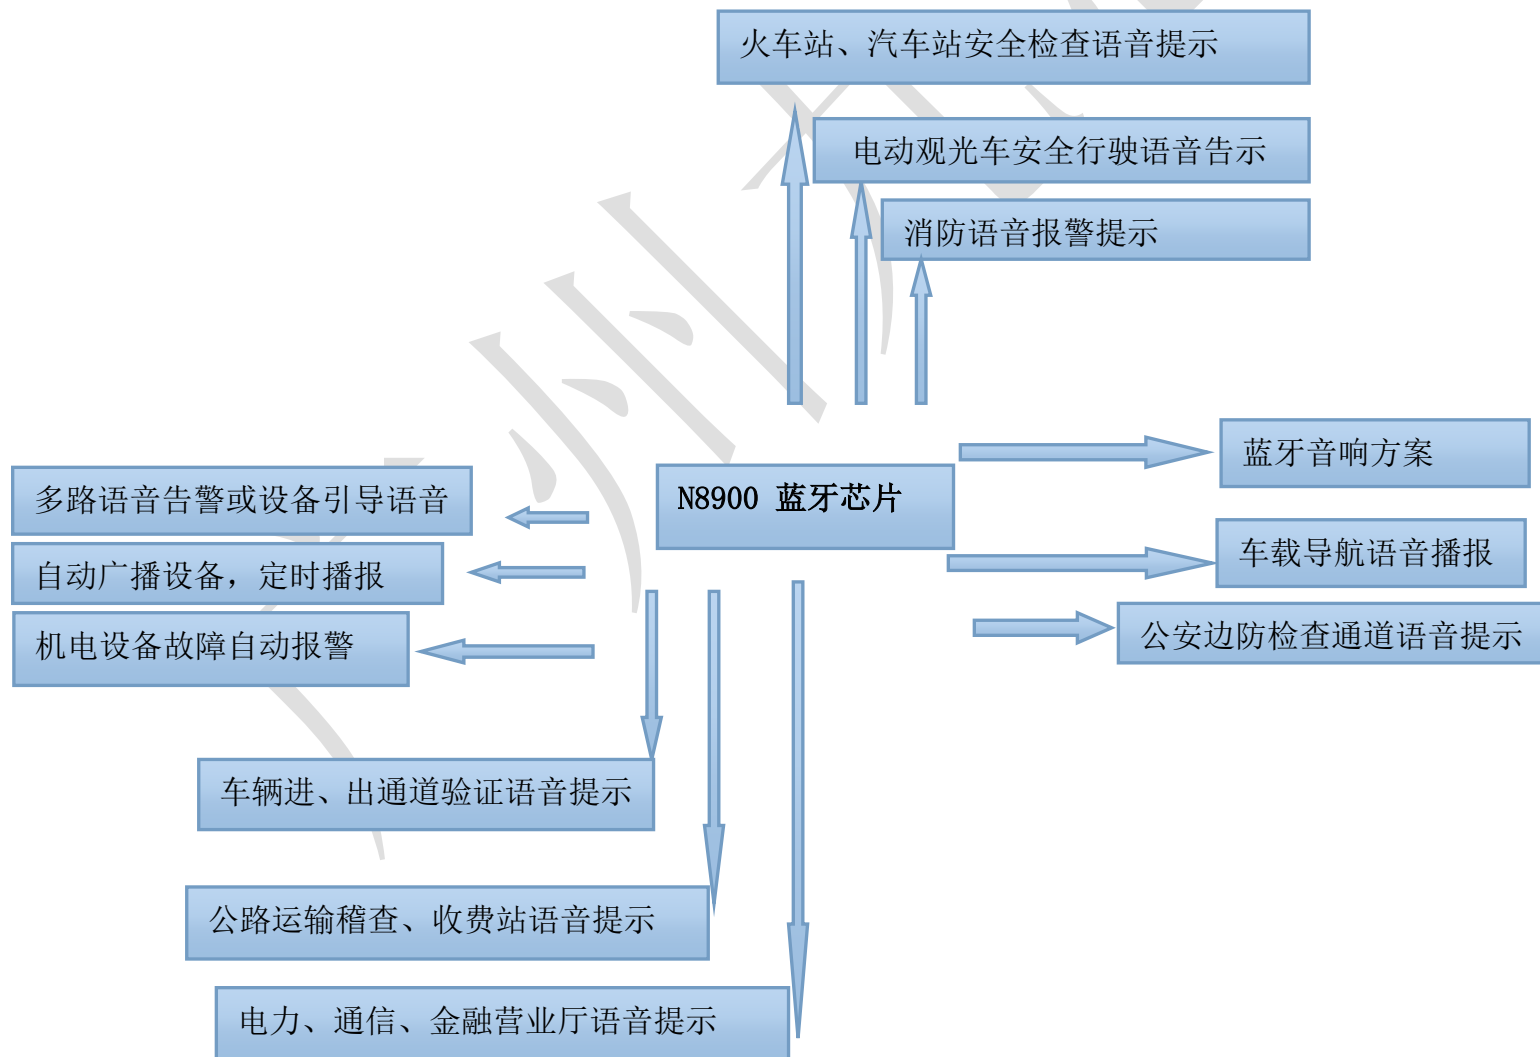 火车站、汽车站安全检查语音提示
电动观光车安全行驶语音告示
消防语音报警提示
蓝牙音响方案
N8900 蓝牙芯片
多路语音告警或设备引导语音
车载导航语音播报
自动广播设备，定时播报
公安边防检查通道语音提示
机电设备故障自动报警
车辆进、出通道验证语音提示
公路运输稽查、收费站语音提示
电力、通信、金融营业厅语音提示
广州